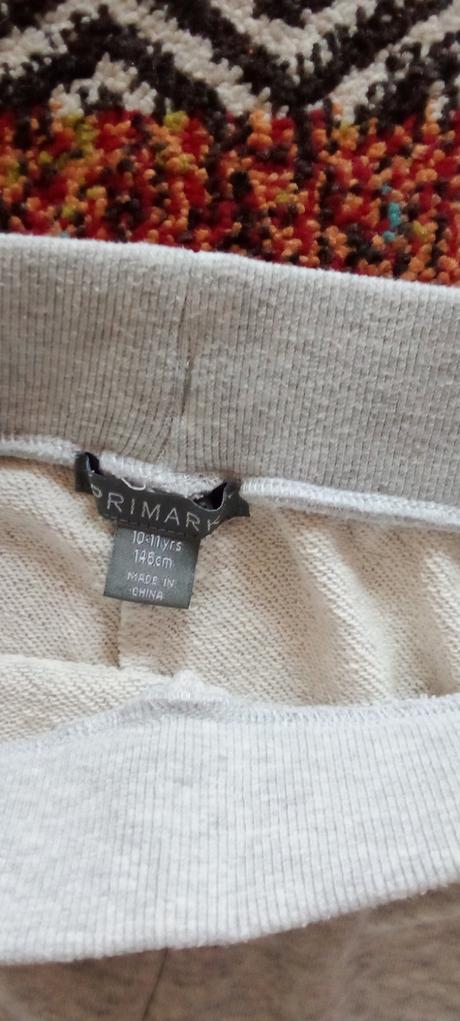 PRIMARK
10-11yrs
146cm
MADE IN
CHINA